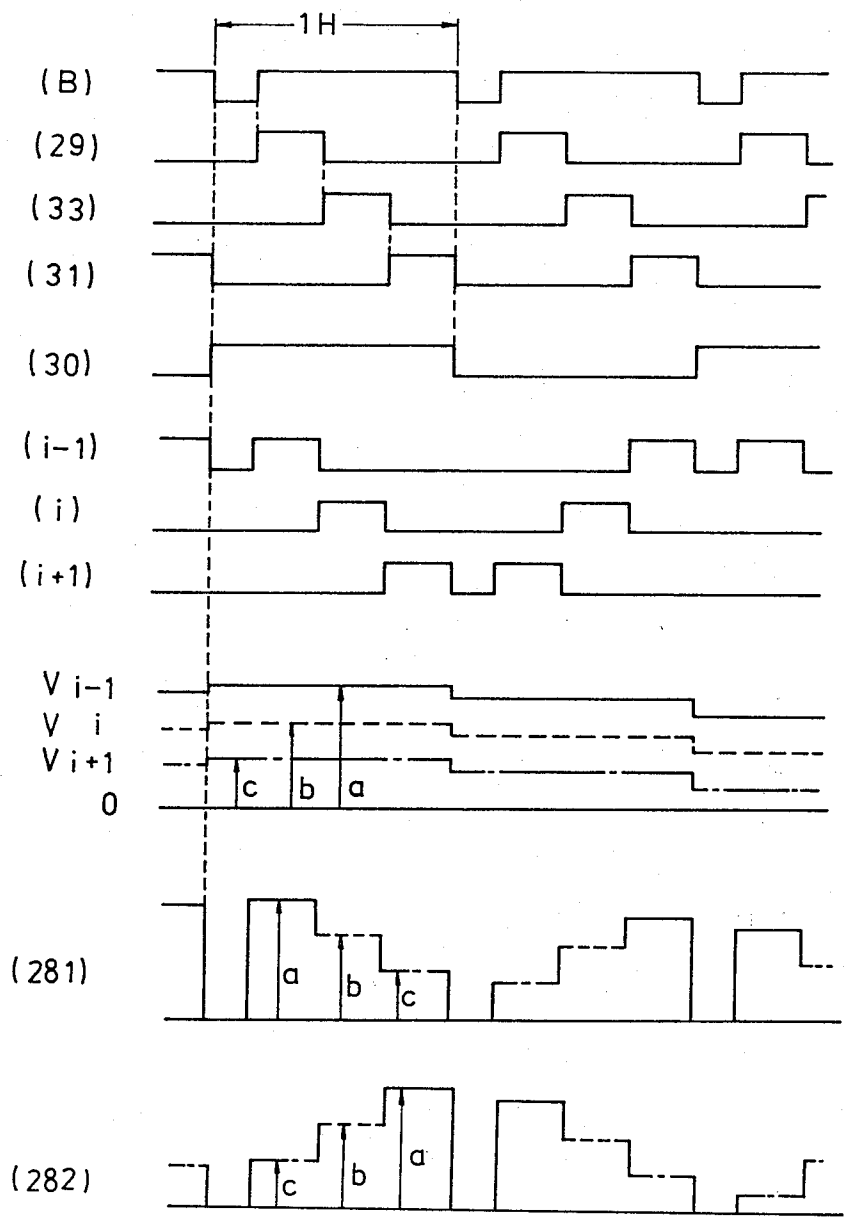 1H
(B)
(29)
(33)
(31)
(30)
(i-1)
(i)
(i+1)
V i-1
V i
V i+1
0
c b a
(281)
a b c
(282)
c b a